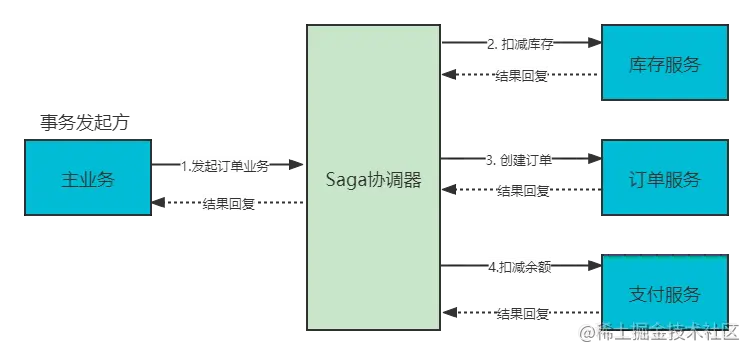 事务发起方
主业务
1.发起订单业务
结果回复
Saga协调器
2. 扣减库存
结果回复
库存服务
3. 创建订单
结果回复
订单服务
4.扣减余额
结果回复
支付服务
@稀土掘金技术社区